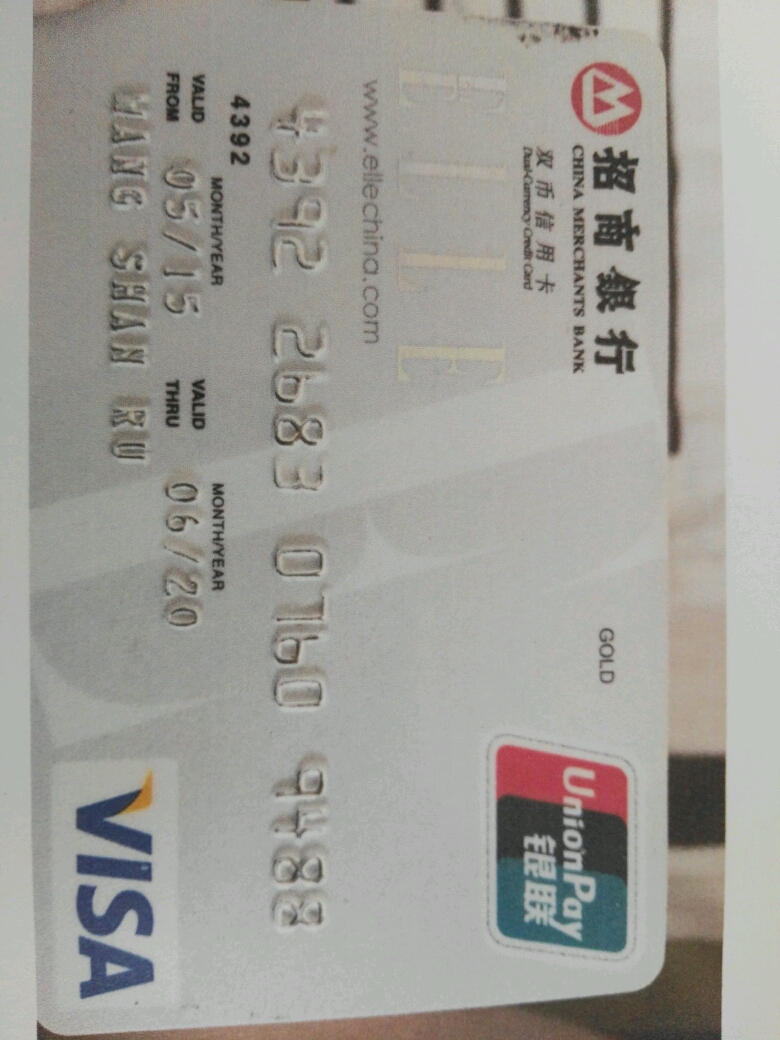 招商銀行
CHINA MERCHANTS BANK
双币信用卡
Dual-Currency Credit Card
GOLD
ELLE
www.ellechina.com
UnionPay
银联
4392 2683 0760 9488
4392
MONTH/YEAR MONTH/YEAR
VALID FROM 05/15 VALID THRU 06/20
WANG SHAN RU
VISA